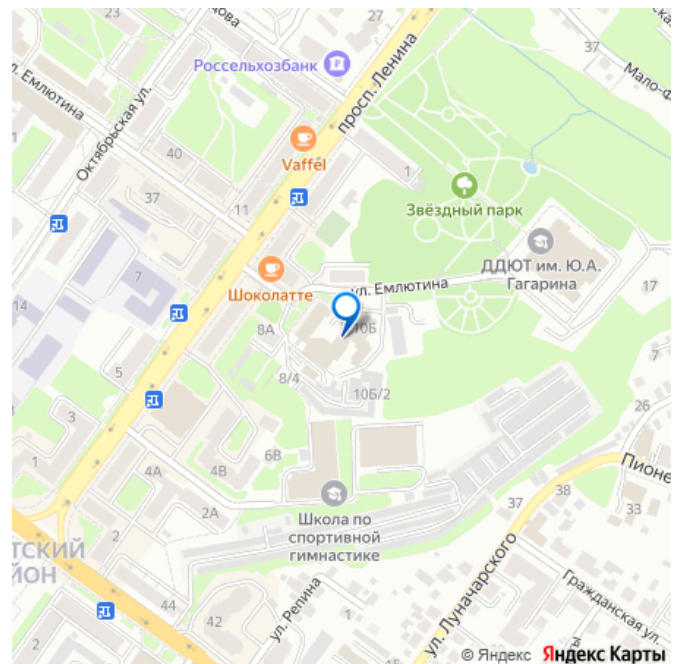 27
37
Россельхозбанк
просп. Ленина
ул. Емлютина
Октябрьская ул.
Vaffel
40
1
37
11
Звёздный парк
7
14
Шоколатте
ул. Емлютина
ДДЮТ им. Ю.А.
Гагарина
17
8А
10Б
5
8/4
10Б/2
7
3
26
1
4А
4В
6В
Пионе
2А
Школа по
спортивной
гимнастике
37
38
33
2
ТСКИЙ
ЙОН
44
42
ул. Репина
1
ул. Луначарского
Гражданская ул.
2
© Яндекс Яндекс Карты